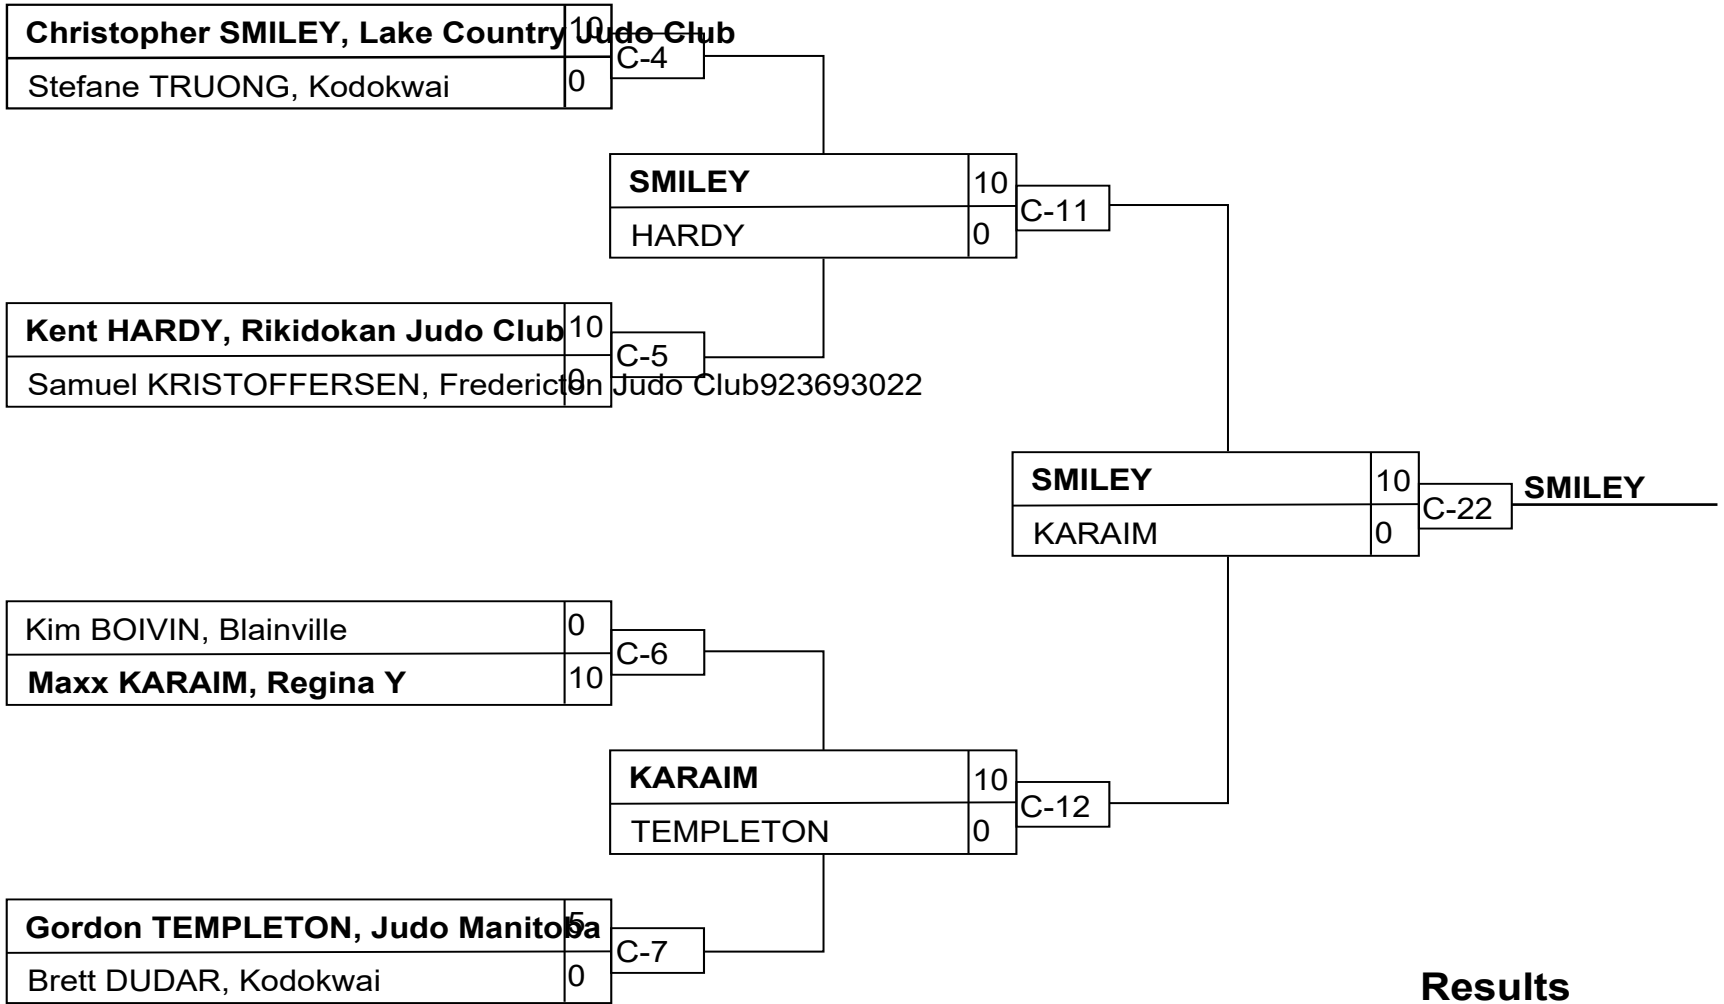 Christopher SMILEY, Lake Country Judo Club 10
C-4
Stefane TRUONG, Kodokwai 0
SMILEY 10
C-11
HARDY 0
Kent HARDY, Rikidokan Judo Club 10
C-5
Samuel KRISTOFFERSEN, Fredericton Judo Club923693022 0
SMILEY 10
C-22 SMILEY
KARAIM 0
Kim BOIVIN, Blainville 0
C-6
Maxx KARAIM, Regina Y 10
KARAIM 10
C-12
TEMPLETON 0
Gordon TEMPLETON, Judo Manitoba 5
C-7
Brett DUDAR, Kodokwai 0
Results